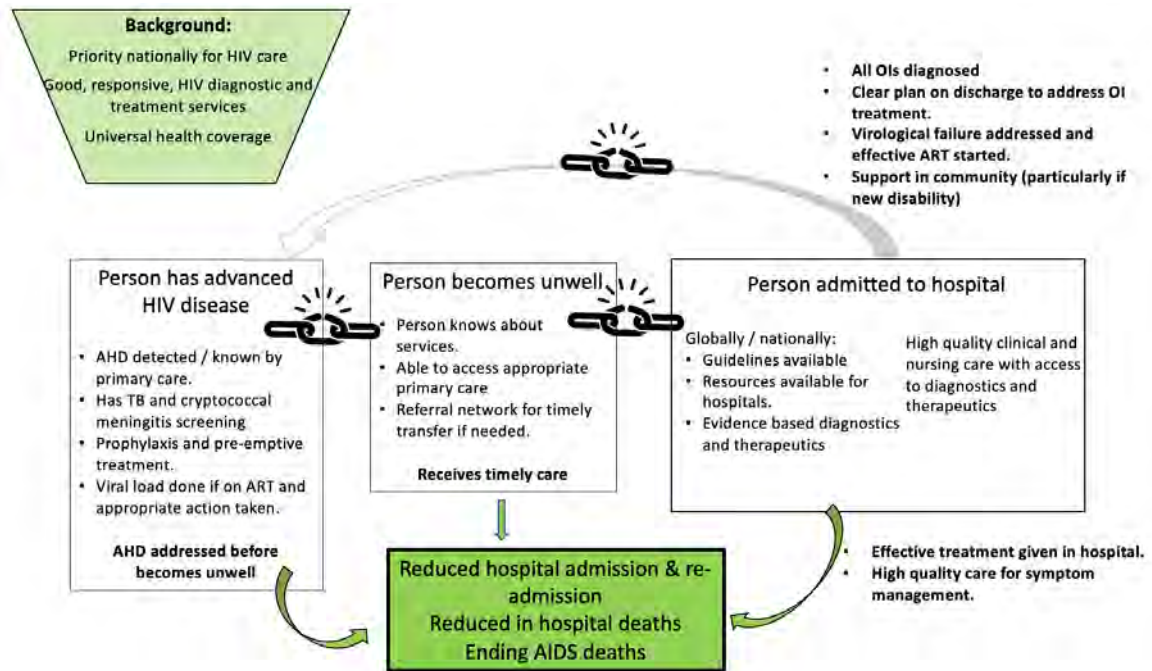 Background:
Priority nationally for HIV care
Good, responsive, HIV diagnostic and
treatment services
Universal health coverage
• All OIs diagnosed
• Clear plan on discharge to address OI
treatment.
• Virological failure addressed and
effective ART started.
• Support in community (particularly if
new disability)
Person has advanced
HIV disease
• AHD detected / known by
primary care.
• Has TB and cryptococcal
meningitis screening
• Prophylaxis and pre-emptive
treatment.
• Viral load done if on ART and
appropriate action taken.
AHD addressed before
becomes unwell
Person becomes unwell
• Person knows about
services.
• Able to access appropriate
primary care
• Referral network for timely
transfer if needed.
Receives timely care
Person admitted to hospital
Globally / nationally:
• Guidelines available
• Resources available for
hospitals.
• Evidence based diagnostics
and therapeutics
High quality clinical and
nursing care with access
to diagnostics and
therapeutics
• Effective treatment given in hospital.
• High quality care for symptom
management.
Reduced hospital admission & re-
admission
Reduced in hospital deaths
Ending AIDS deaths